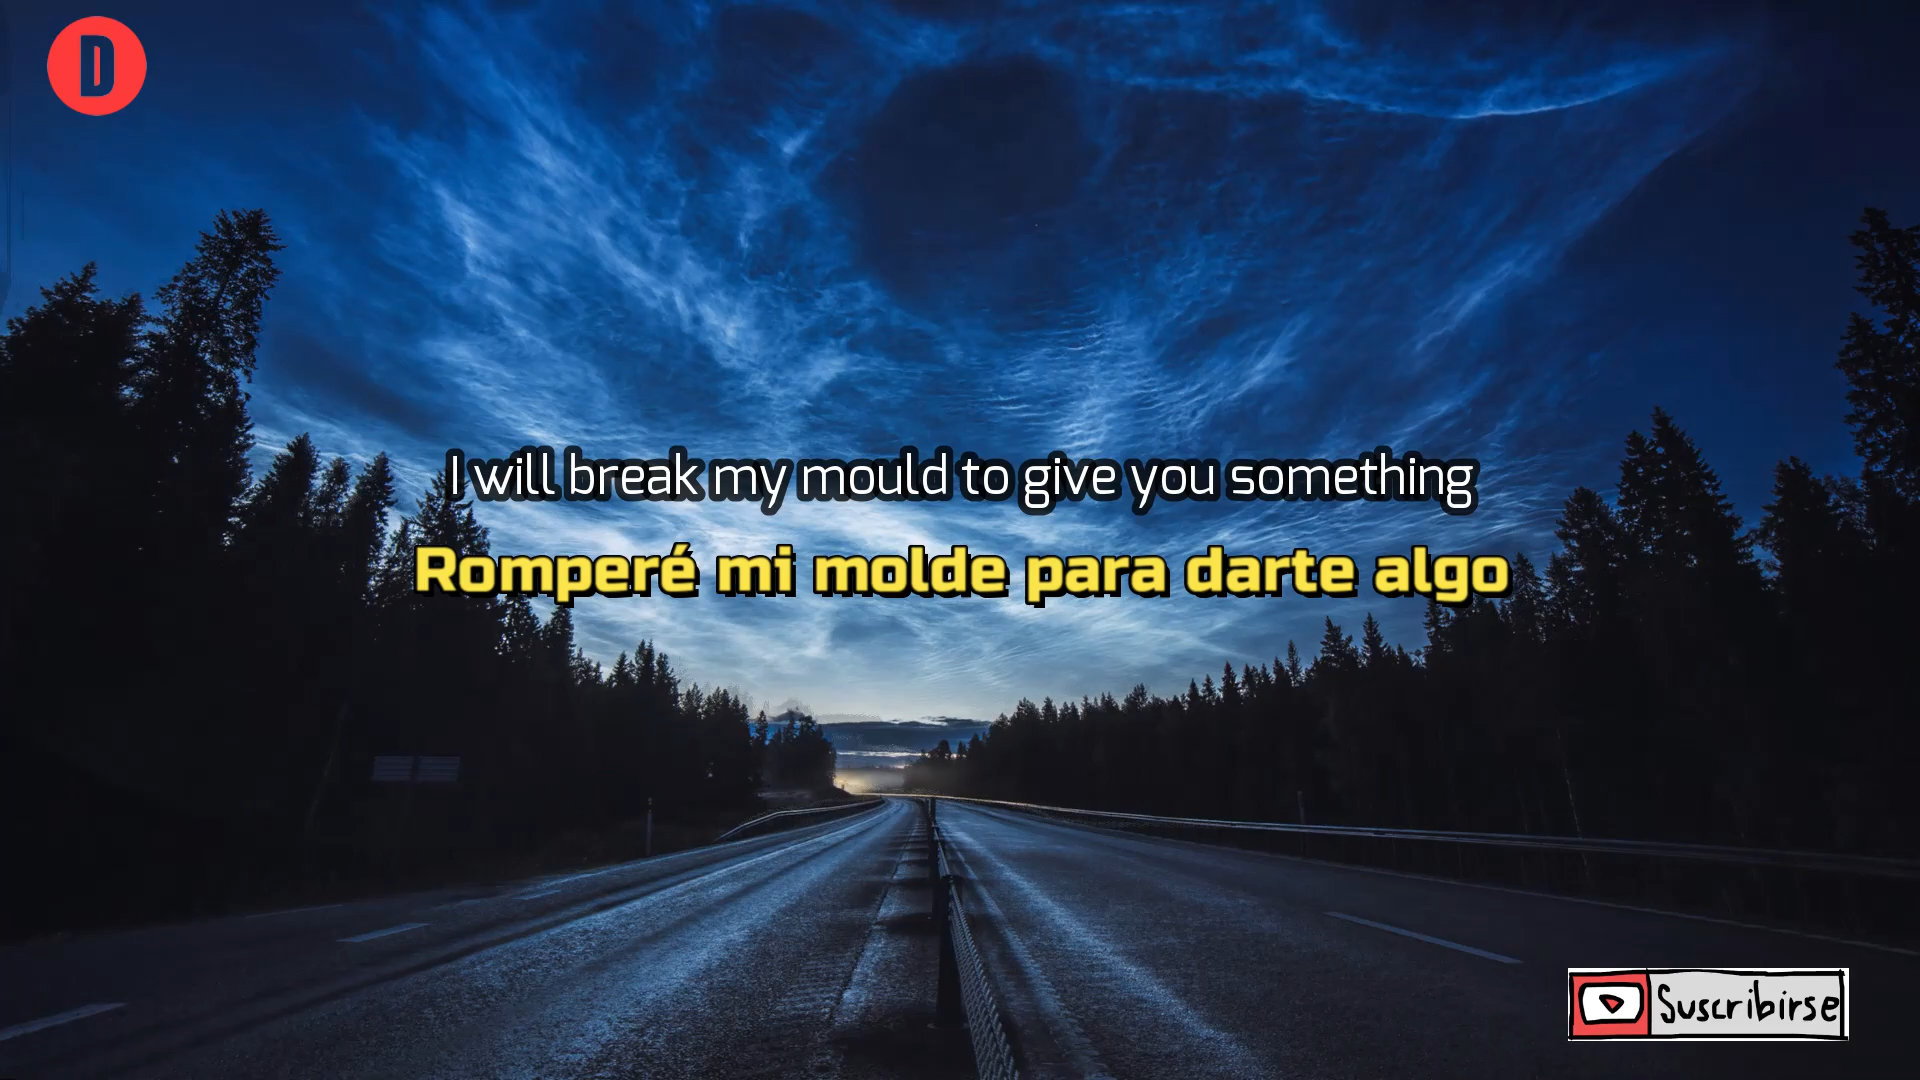 D
I will break my mould to give you something
Romperé mi molde para darte algo
Suscribirse